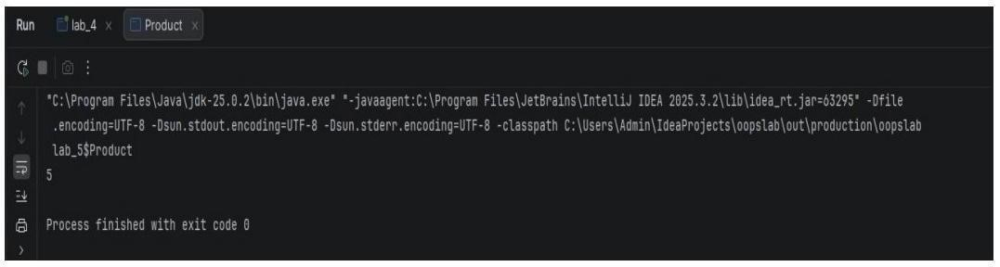 Run lab_4 × Product ×
"C:\Program Files\Java\jdk-25.0.2\bin\java.exe" "-javaagent:C:\Program Files\JetBrains\IntelliJ IDEA 2025.3.2\lib\idea_rt.jar=63295" -Dfile
.encoding=UTF-8 -Dsun.stdout.encoding=UTF-8 -Dsun.stderr.encoding=UTF-8 -classpath C:\Users\Admin\IdeaProjects\oopslab\out\production\oopslab
lab_5$Product
5
Process finished with exit code 0